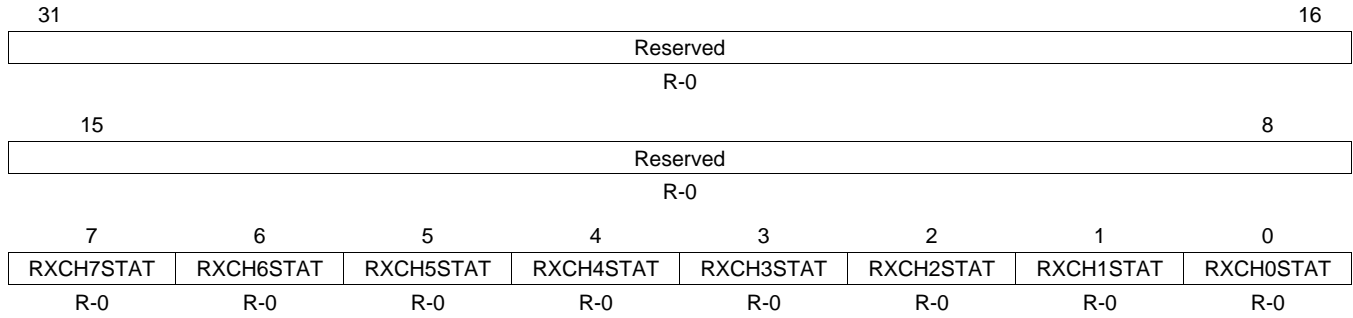 31 16
Reserved
R-0
15 8
Reserved
R-0
7 6 5 4 3 2 1 0
RXCH7STAT RXCH6STAT RXCH5STAT RXCH4STAT RXCH3STAT RXCH2STAT RXCH1STAT RXCH0STAT
R-0 R-0 R-0 R-0 R-0 R-0 R-0 R-0